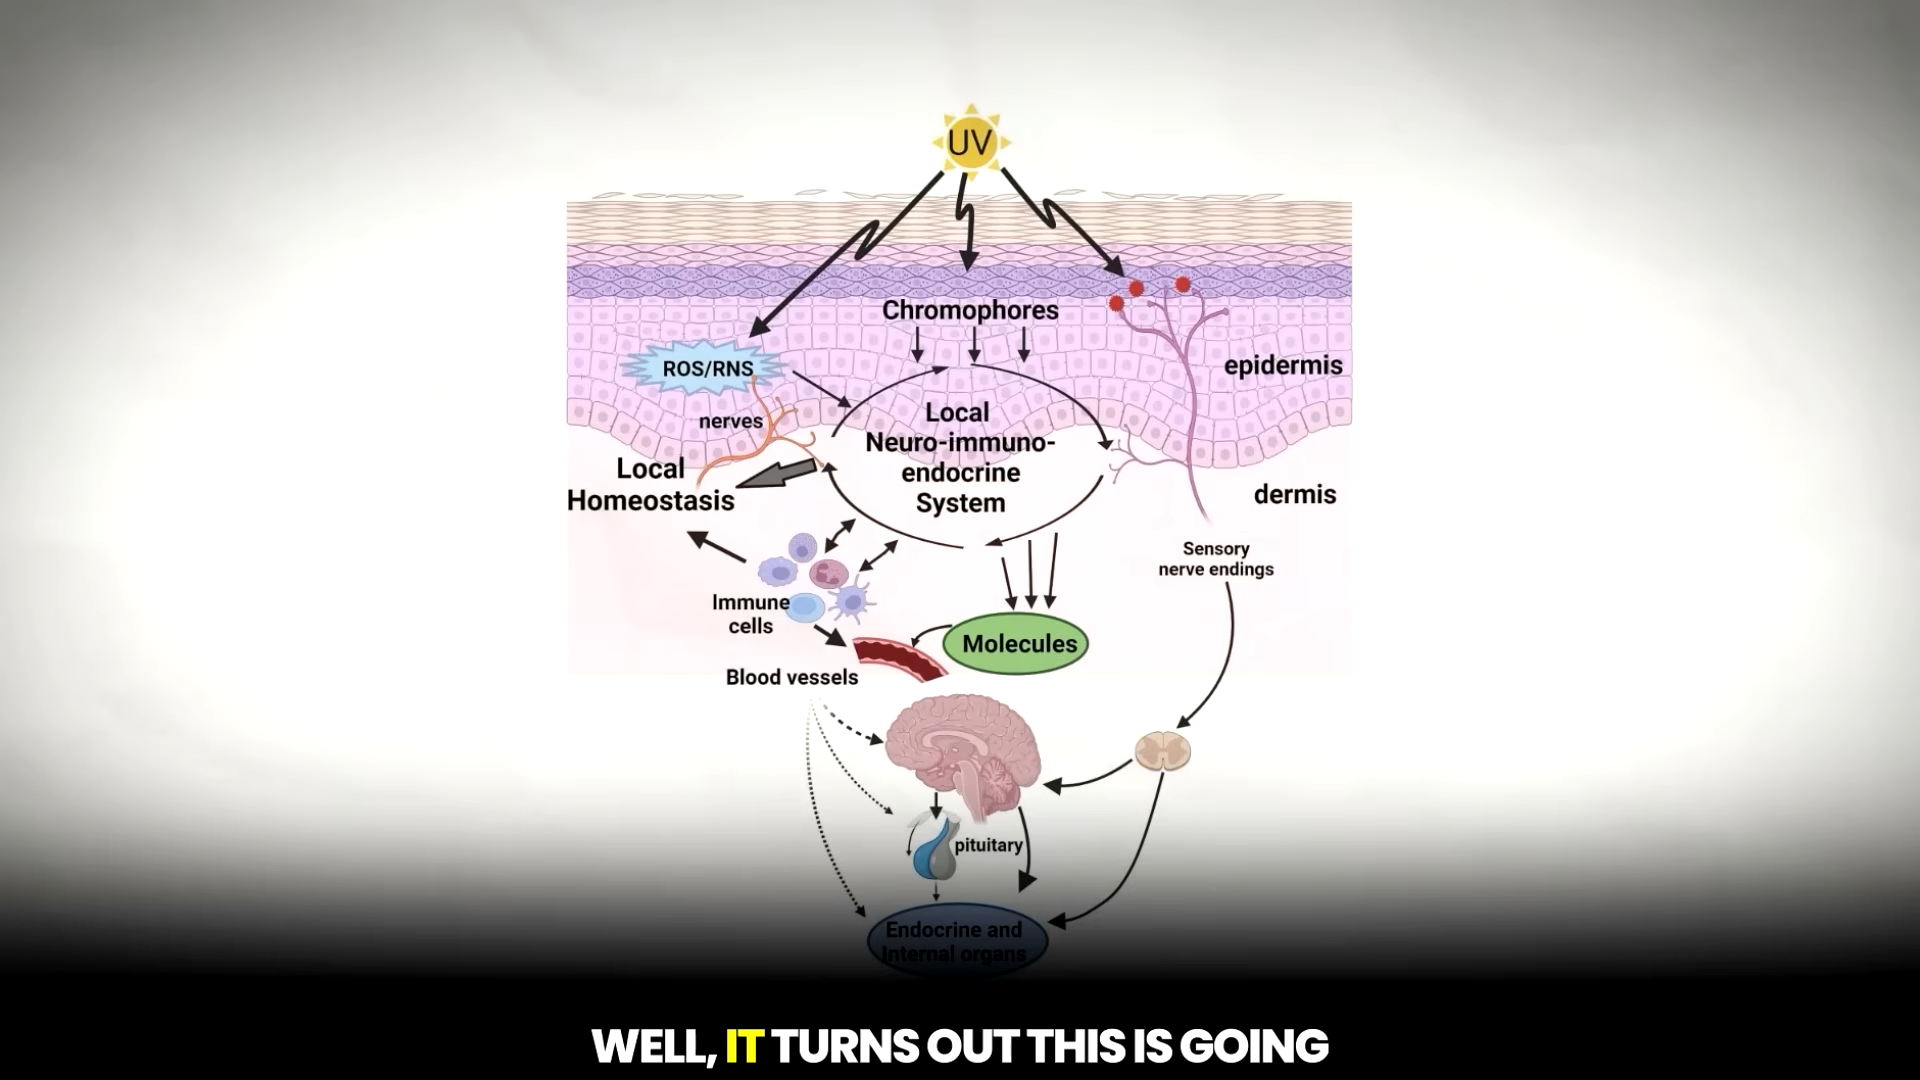 UV
Chromophores
ROS/RNS
epidermis
nerves
Local
Neuro-immuno-
endocrine
System
Local
Homeostasis
dermis
Sensory
nerve endings
Immune
cells
Molecules
Blood vessels
pituitary
Endocrine and
Internal organs
WELL, IT TURNS OUT THIS IS GOING